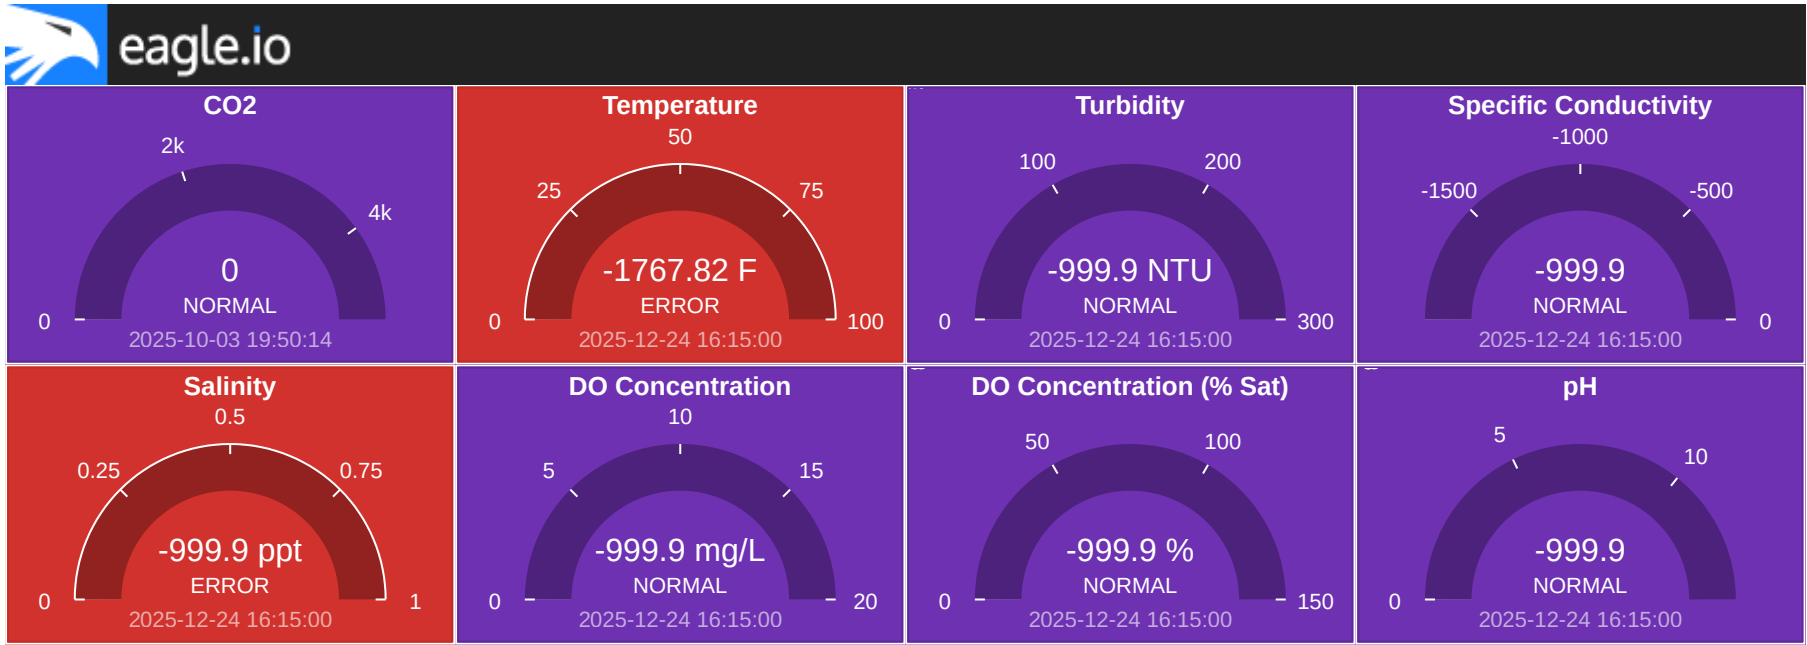 eagle.io
CO2
2k
4k
0
NORMAL
0
2025-10-03 19:50:14
Temperature
50
25
75
-1767.82 F
ERROR
0
100
2025-12-24 16:15:00
Turbidity
100
200
-999.9 NTU
NORMAL
0
300
2025-12-24 16:15:00
Specific Conductivity
-1000
-1500
-500
-999.9
NORMAL
0
2025-12-24 16:15:00
Salinity
0.5
0.25
0.75
-999.9 ppt
ERROR
0
1
2025-12-24 16:15:00
DO Concentration
10
5
15
-999.9 mg/L
NORMAL
0
20
2025-12-24 16:15:00
DO Concentration (% Sat)
50
100
-999.9 %
NORMAL
0
150
2025-12-24 16:15:00
pH
5
10
-999.9
NORMAL
0
2025-12-24 16:15:00